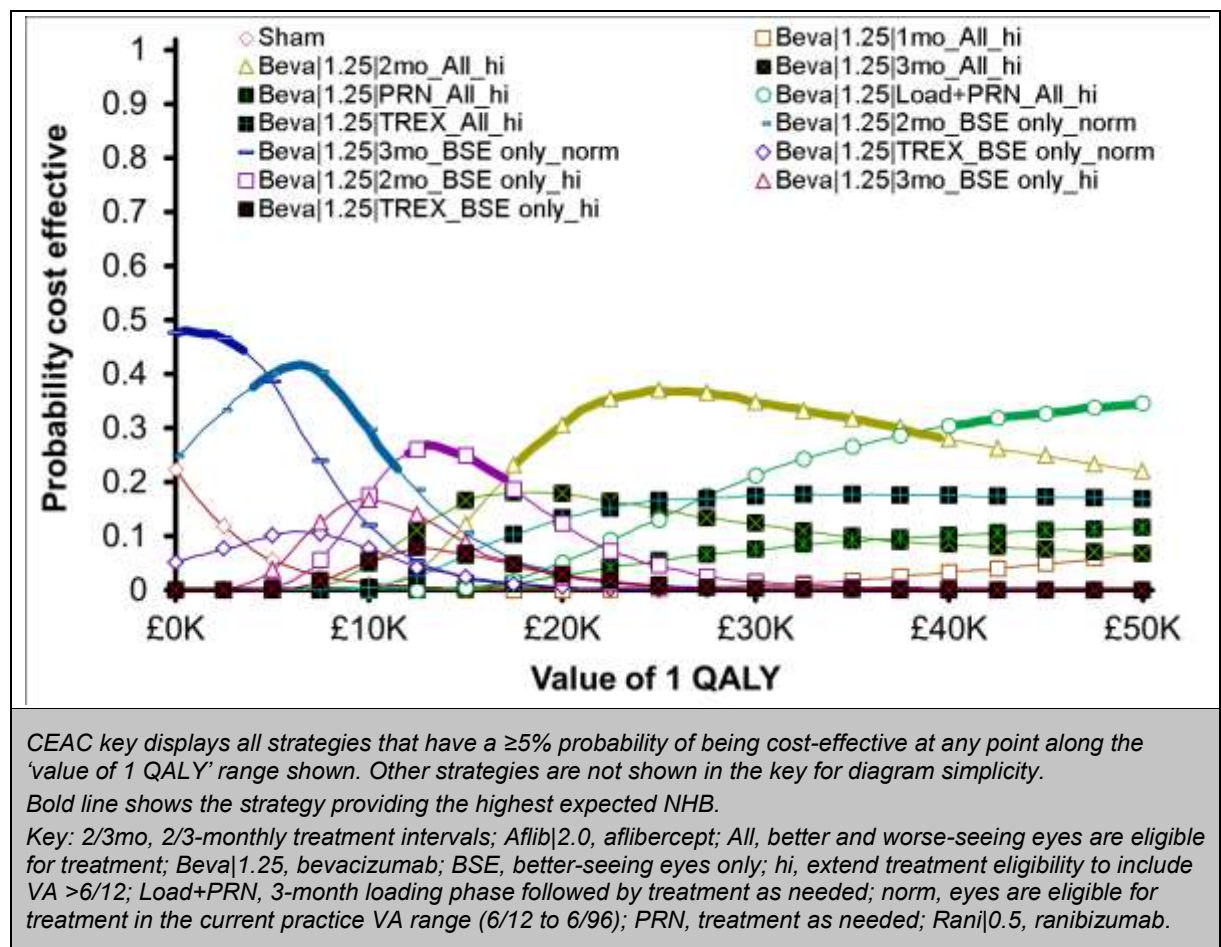 1
0.9
0.8
0.7
0.6
0.5
0.4
0.3
0.2
0.1
0
Probability cost effective
Sham
Beva|1.25|1mo_All_hi
Beva|1.25|2mo_All_hi
Beva|1.25|3mo_All_hi
Beva|1.25|PRN_All_hi
Beva|1.25|Load+PRN_All_hi
Beva|1.25|TREX_All_hi
Beva|1.25|2mo_BSE only_norm
Beva|1.25|3mo_BSE only_norm
Beva|1.25|TREX_BSE only_norm
Beva|1.25|2mo_BSE only_hi
Beva|1.25|3mo_BSE only_hi
Beva|1.25|TREX_BSE only_hi
£0K £10K £20K £30K £40K £50K
Value of 1 QALY
CEAC key displays all strategies that have a ≥5% probability of being cost-effective at any point along the
‘value of 1 QALY’ range shown. Other strategies are not shown in the key for diagram simplicity.
Bold line shows the strategy providing the highest expected NHB.
Key: 2/3mo, 2/3-monthly treatment intervals; Aflib|2.0, aflibercept; All, better and worse-seeing eyes are eligible
for treatment; Beva|1.25, bevacizumab; BSE, better-seeing eyes only; hi, extend treatment eligibility to include
VA >6/12; Load+PRN, 3-month loading phase followed by treatment as needed; norm, eyes are eligible for
treatment in the current practice VA range (6/12 to 6/96); PRN, treatment as needed; Rani|0.5, ranibizumab.